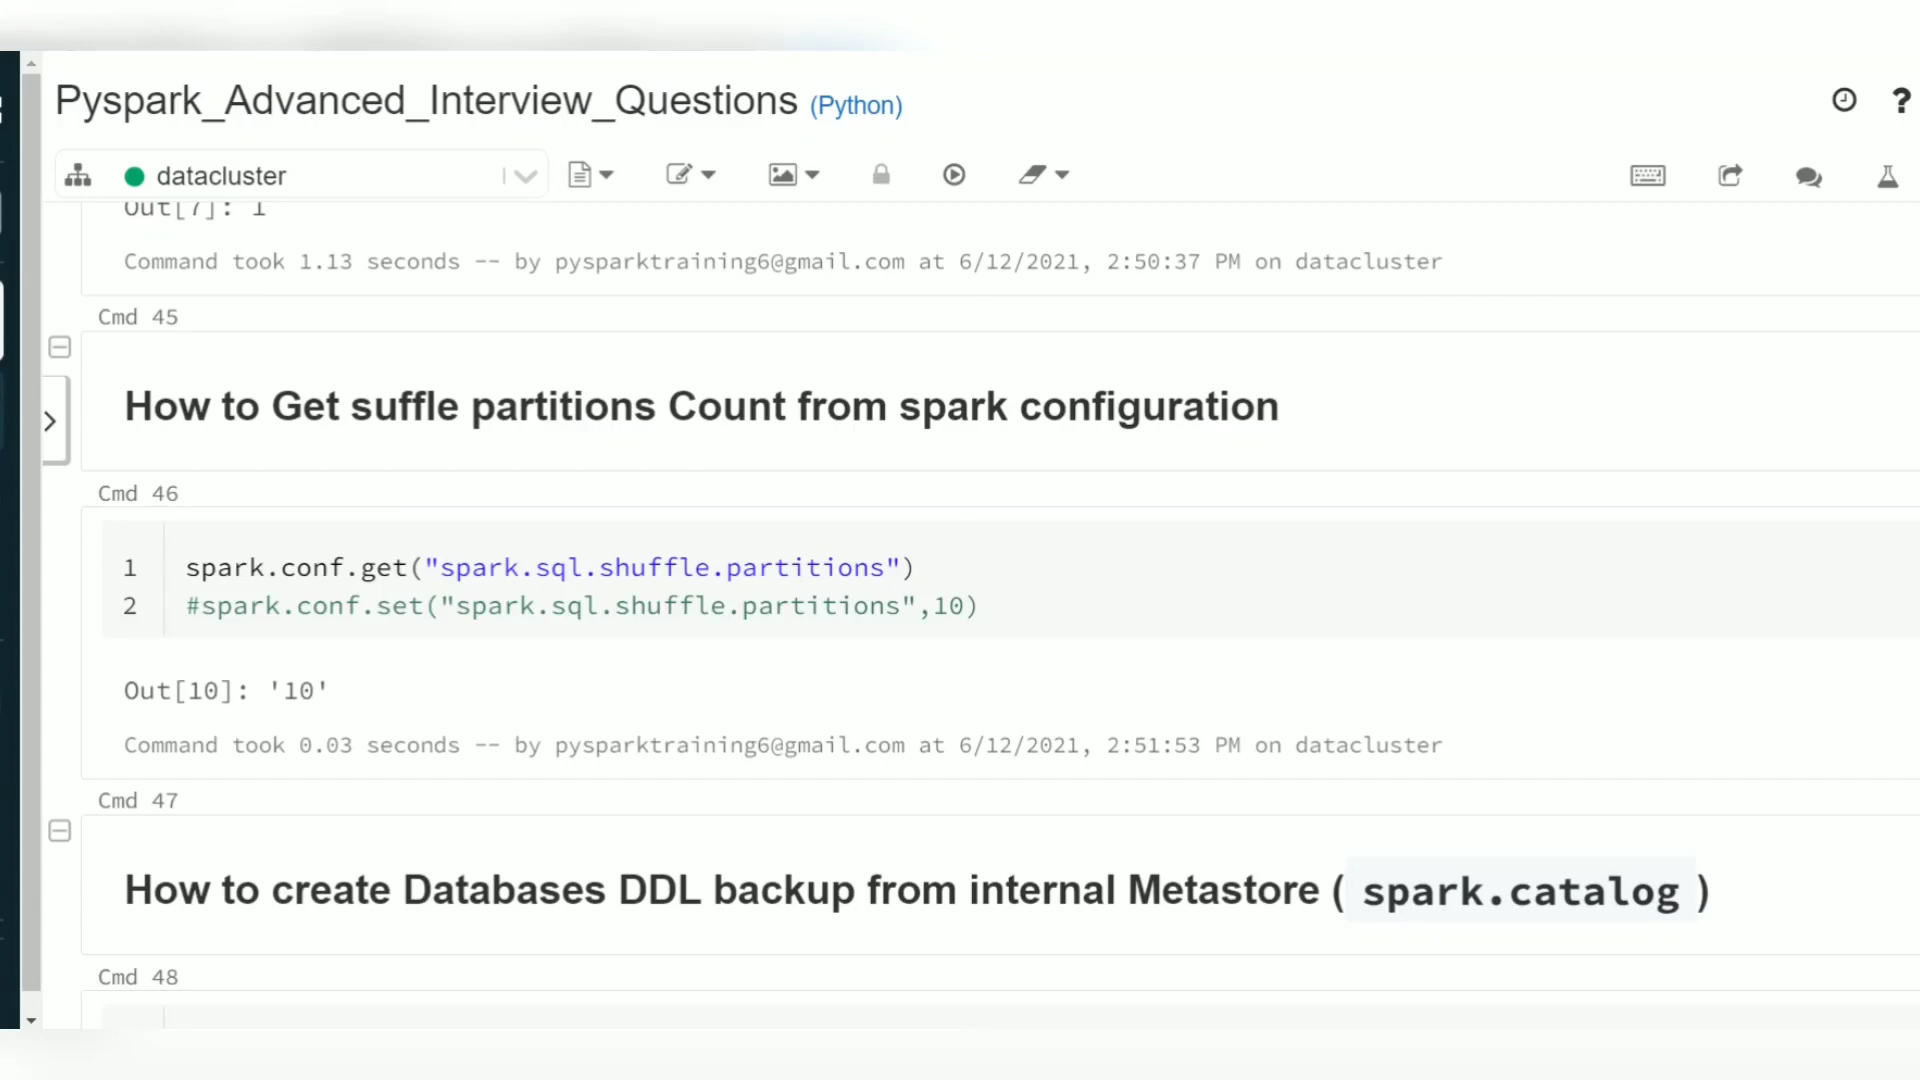 Pyspark_Advanced_Interview_Questions (Python)
?
datacluster
Out[7]: 1
Command took 1.13 seconds -- by pysparktraining6@gmail.com at 6/12/2021, 2:50:37 PM on datacluster
Cmd 45
How to Get suffle partitions Count from spark configuration
Cmd 46
1 spark.conf.get("spark.sql.shuffle.partitions")
2 #spark.conf.set("spark.sql.shuffle.partitions",10)
Out[10]: '10'
Command took 0.03 seconds -- by pysparktraining6@gmail.com at 6/12/2021, 2:51:53 PM on datacluster
Cmd 47
How to create Databases DDL backup from internal Metastore ( spark.catalog )
Cmd 48